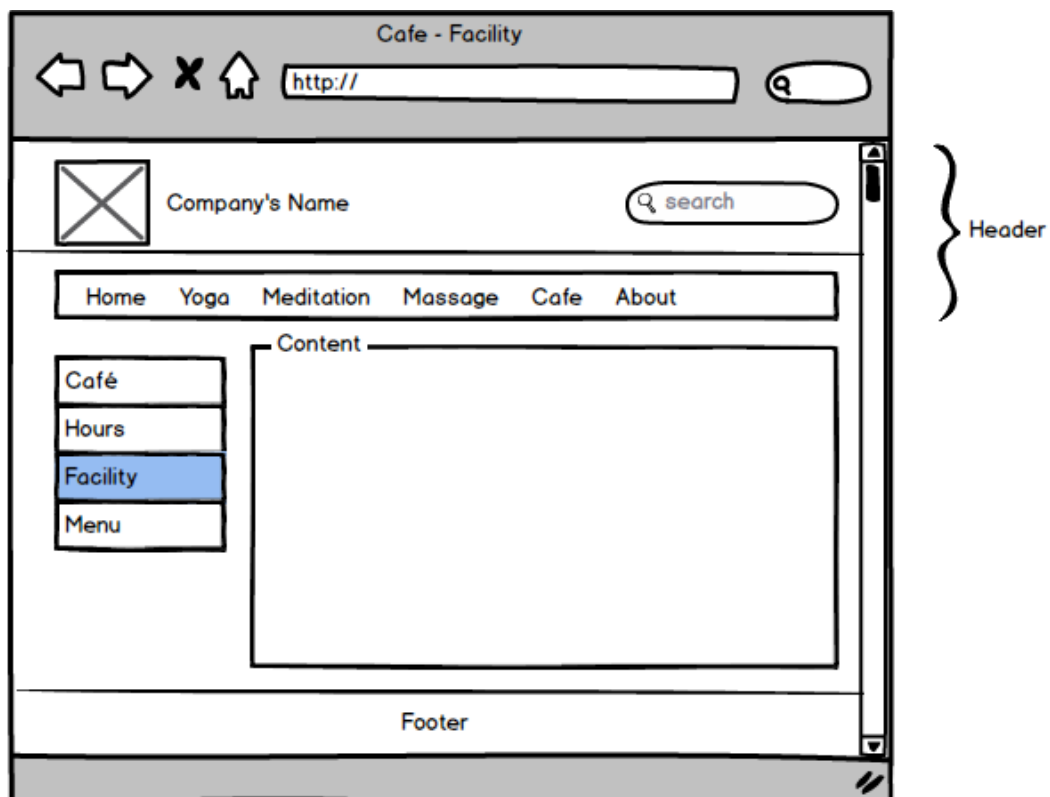 Cafe - Facility
http://
Company's Name
search
Header
Home Yoga Meditation Massage Cafe About
Content
Café
Hours
Facility
Menu
Footer